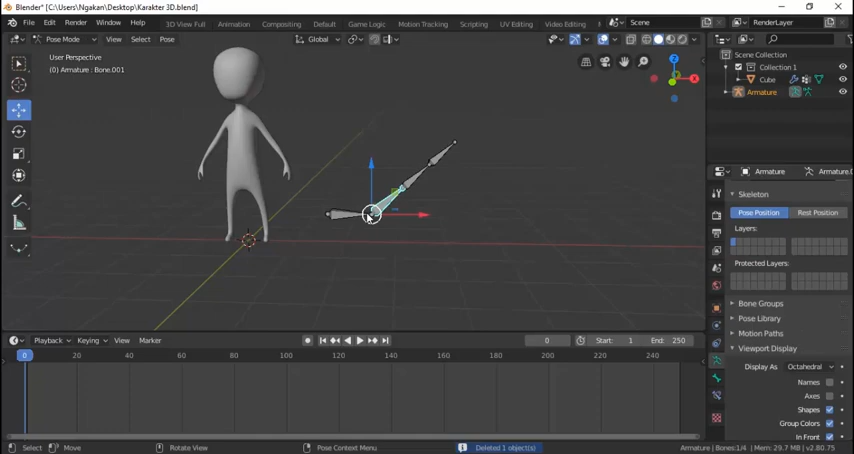 Blender* [C:\Users\Ngakan\Desktop\Karakter 3D.blend]
File Edit Render Window Help
3D View Full Animation Compositing Default Game Logic Motion Tracking Scripting UV Editing Video Editing
Scene
RenderLayer
Pose Mode View Select Pose
Global
User Perspective
(0) Armature : Bone.001
Z
X
Scene Collection
Collection 1
Cube
Armature
Armature
Armature.0
Skeleton
Pose Position Rest Position
Layers:
Protected Layers:
Bone Groups
Pose Library
Motion Paths
Viewport Display
Display As Octahedral
Names
Axes
Shapes
Group Colors
In Front
Playback Keying View Marker
0
Start: 1 End: 250
0 20 40 60 80 100 120 140 160 180 200 220 240
Select Move Rotate View Pose Context Menu Deleted 1 object(s)
Armature | Bones:1/4 | Mem: 29.7 MB | v2.80.75